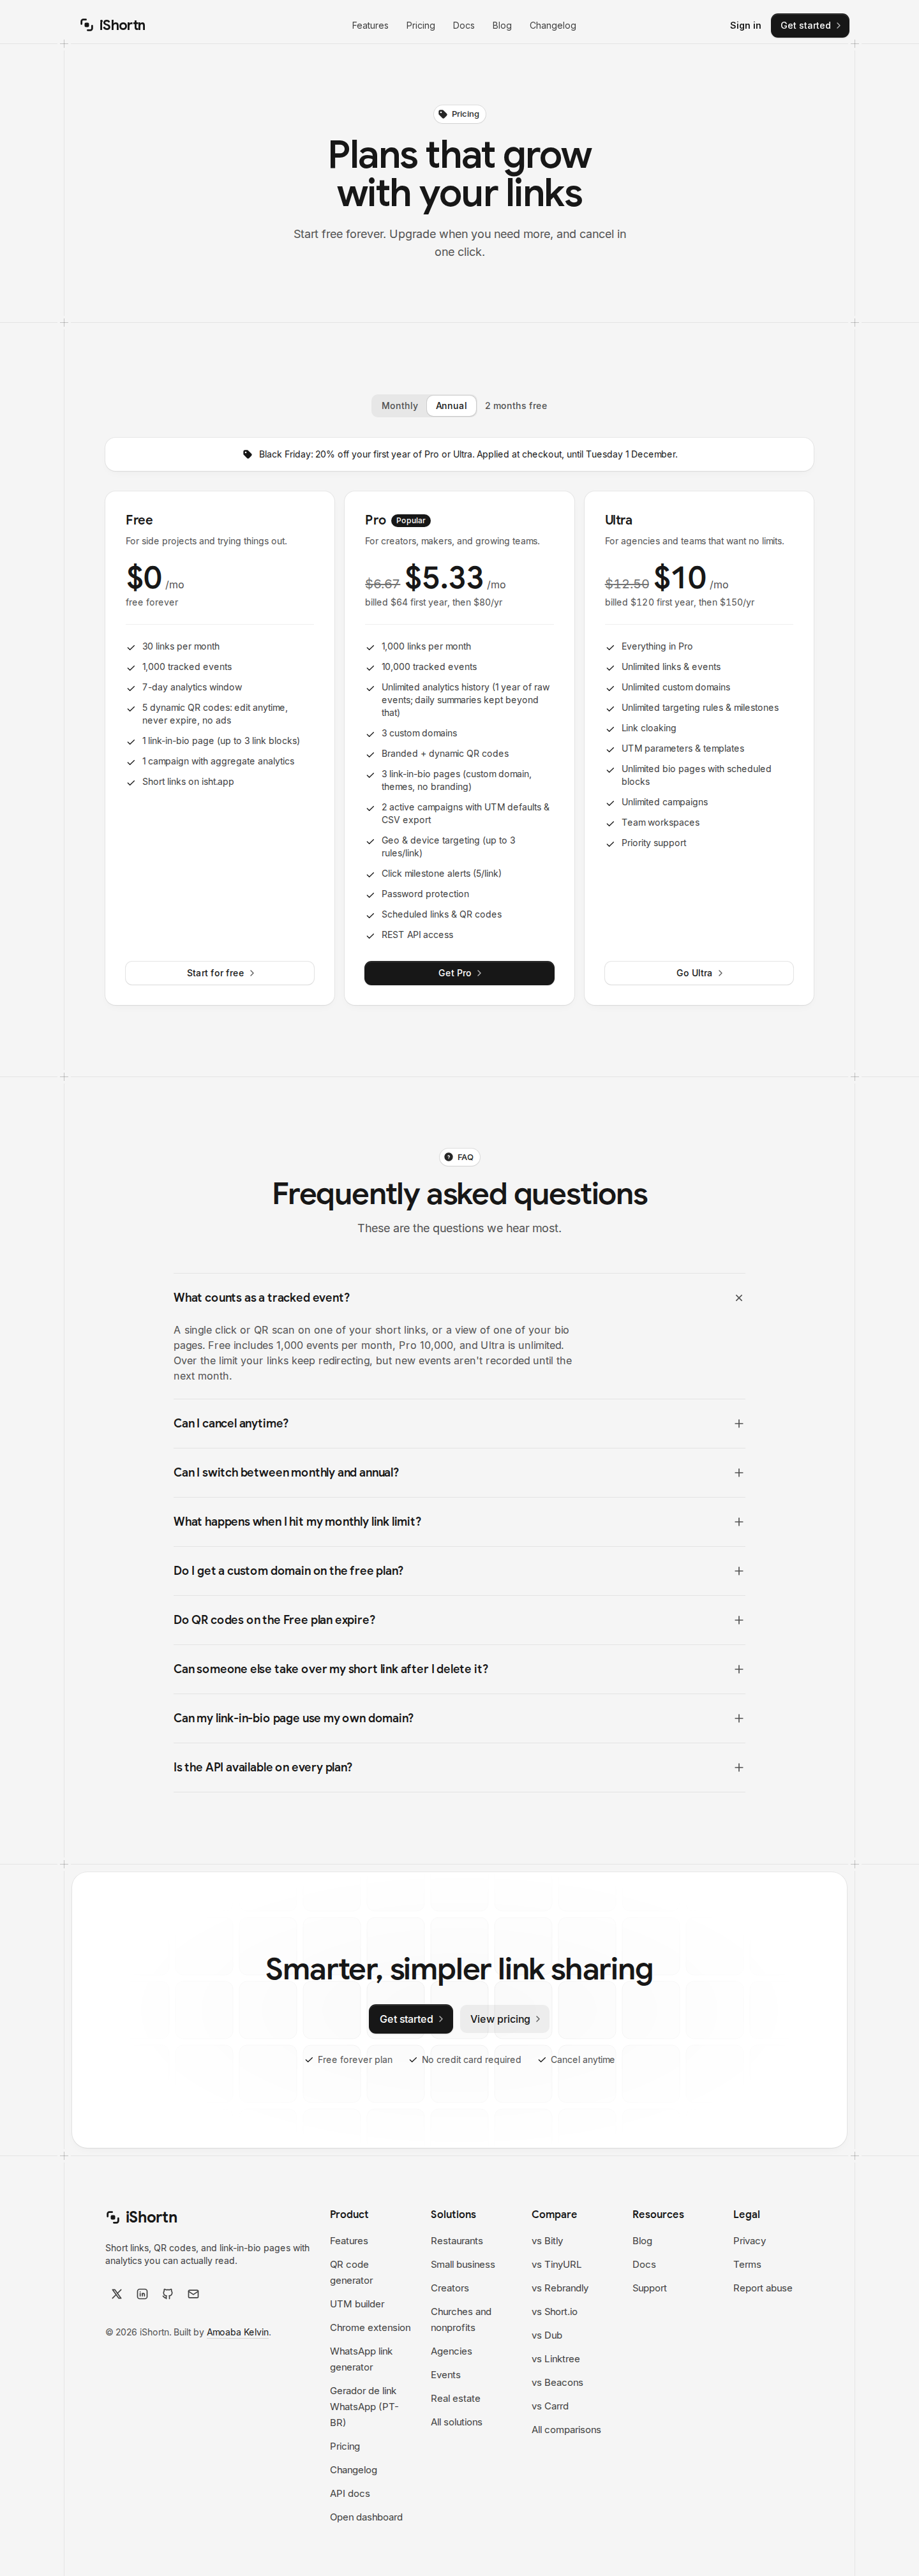 iShortn
Features
Pricing
Docs
Blog
Changelog
Sign in
Get started
Pricing
Plans that grow
with your links
Start free forever. Upgrade when you need more, and cancel in
one click.
Monthly
Annual
2 months free
Black Friday: 20% off your first year of Pro or Ultra. Applied at checkout, until Tuesday 1 December.
Free
For side projects and trying things out.
$0 /mo
free forever
30 links per month
1,000 tracked events
7-day analytics window
5 dynamic QR codes: edit anytime,
never expire, no ads
1 link-in-bio page (up to 3 link blocks)
1 campaign with aggregate analytics
Short links on isht.app
Start for free
Pro Popular
For creators, makers, and growing teams.
$6.67 $5.33 /mo
billed $64 first year, then $80/yr
1,000 links per month
10,000 tracked events
Unlimited analytics history (1 year of raw
events; daily summaries kept beyond
that)
3 custom domains
Branded + dynamic QR codes
3 link-in-bio pages (custom domain,
themes, no branding)
2 active campaigns with UTM defaults &
CSV export
Geo & device targeting (up to 3
rules/link)
Click milestone alerts (5/link)
Password protection
Scheduled links & QR codes
REST API access
Get Pro
Ultra
For agencies and teams that want no limits.
$12.50 $10 /mo
billed $120 first year, then $150/yr
Everything in Pro
Unlimited links & events
Unlimited custom domains
Unlimited targeting rules & milestones
Link cloaking
UTM parameters & templates
Unlimited bio pages with scheduled
blocks
Unlimited campaigns
Team workspaces
Priority support
Go Ultra
FAQ
Frequently asked questions
These are the questions we hear most.
What counts as a tracked event?
A single click or QR scan on one of your short links, or a view of one of your bio
pages. Free includes 1,000 events per month, Pro 10,000, and Ultra is unlimited.
Over the limit your links keep redirecting, but new events aren't recorded until the
next month.
Can I cancel anytime?
Can I switch between monthly and annual?
What happens when I hit my monthly link limit?
Do I get a custom domain on the free plan?
Do QR codes on the Free plan expire?
Can someone else take over my short link after I delete it?
Can my link-in-bio page use my own domain?
Is the API available on every plan?
Smarter, simpler link sharing
Get started
View pricing
Free forever plan
No credit card required
Cancel anytime
iShortn
Short links, QR codes, and link-in-bio pages with
analytics you can actually read.
© 2026 iShortn. Built by Amoaba Kelvin.
Product
Features
QR code
generator
UTM builder
Chrome extension
WhatsApp link
generator
Gerador de link
WhatsApp (PT-
BR)
Pricing
Changelog
API docs
Open dashboard
Solutions
Restaurants
Small business
Creators
Churches and
nonprofits
Agencies
Events
Real estate
All solutions
Compare
vs Bitly
vs TinyURL
vs Rebrandly
vs Short.io
vs Dub
vs Linktree
vs Beacons
vs Carrd
All comparisons
Resources
Blog
Docs
Support
Legal
Privacy
Terms
Report abuse